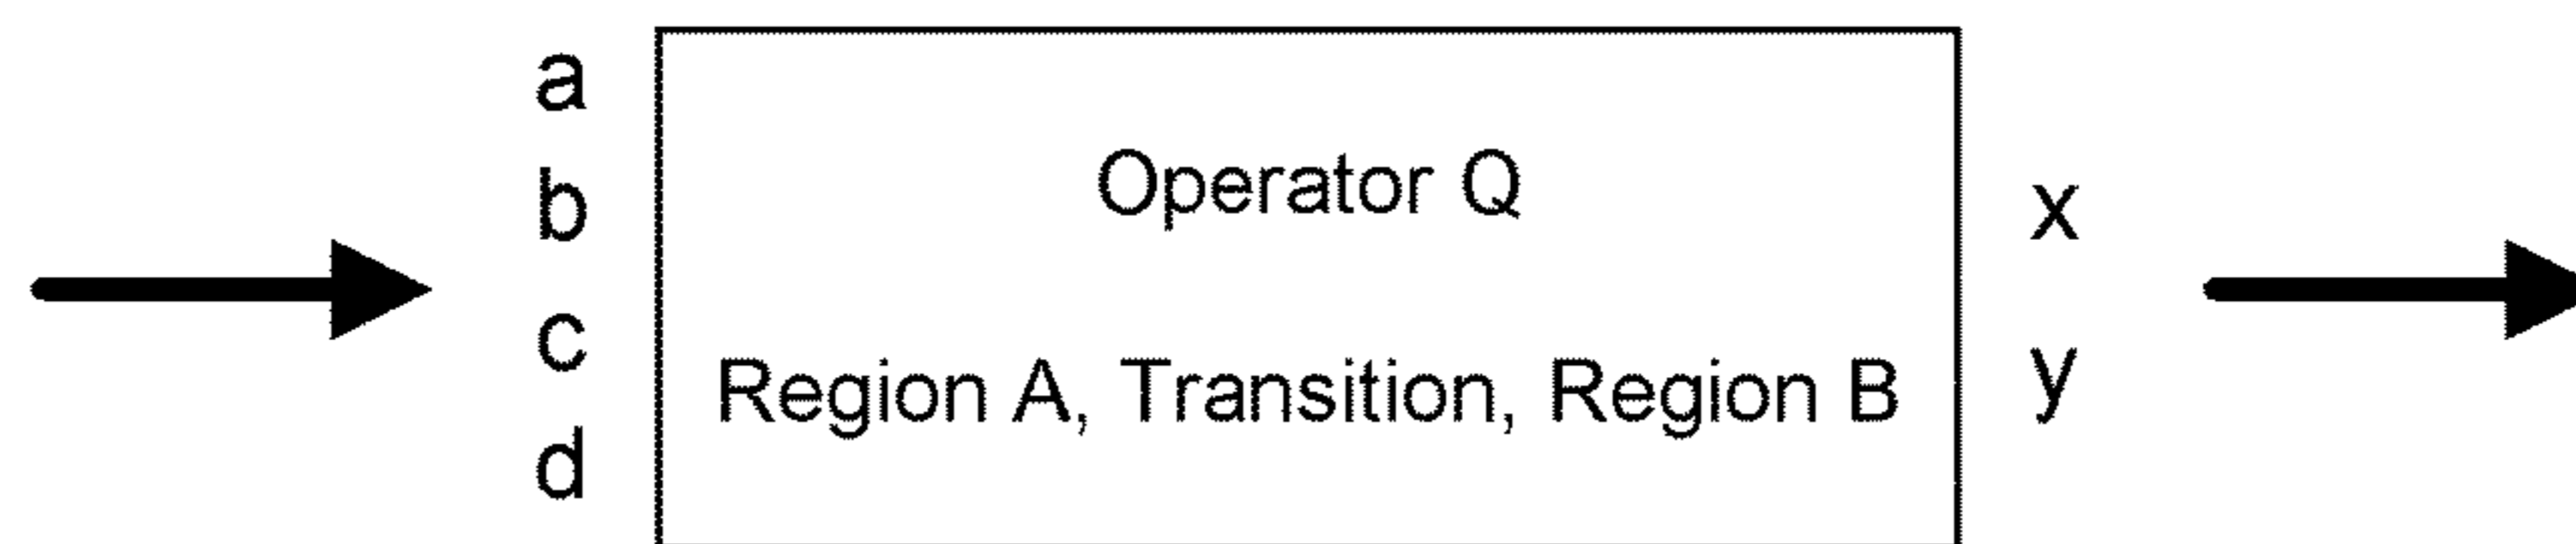 a
b
c
d
Operator Q
Region A, Transition, Region B
x
y